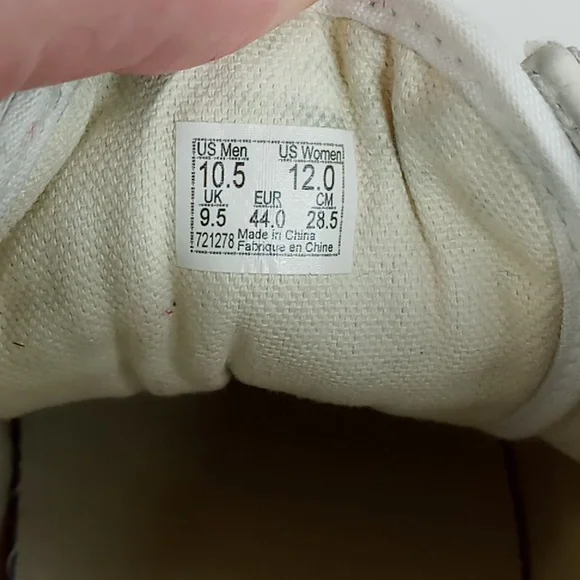 US Men US Women
10.5 12.0
UK EUR CM
9.5 44.0 28.5
721278 Made in China
Fabrique en Chine